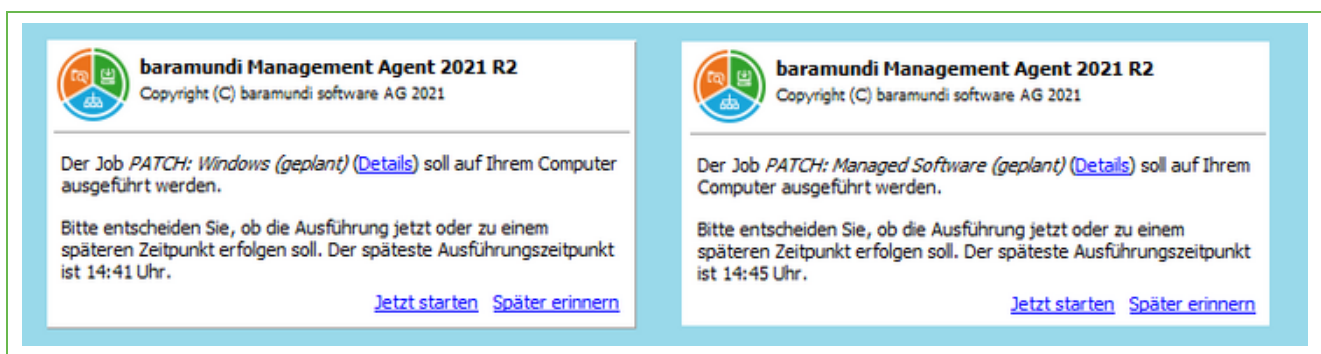 baramundi Management Agent 2021 R2
Copyright (C) baramundi software AG 2021
Der Job PATCH: Windows (geplant) (Details) soll auf Ihrem Computer
ausgeführt werden.
Bitte entscheiden Sie, ob die Ausführung jetzt oder zu einem
späteren Zeitpunkt erfolgen soll. Der späteste Ausführungszeitpunkt
ist 14:41 Uhr.
Jetzt starten Später erinnern
baramundi Management Agent 2021 R2
Copyright (C) baramundi software AG 2021
Der Job PATCH: Managed Software (geplant) (Details) soll auf Ihrem
Computer ausgeführt werden.
Bitte entscheiden Sie, ob die Ausführung jetzt oder zu einem
späteren Zeitpunkt erfolgen soll. Der späteste Ausführungszeitpunkt
ist 14:45 Uhr.
Jetzt starten Später erinnern